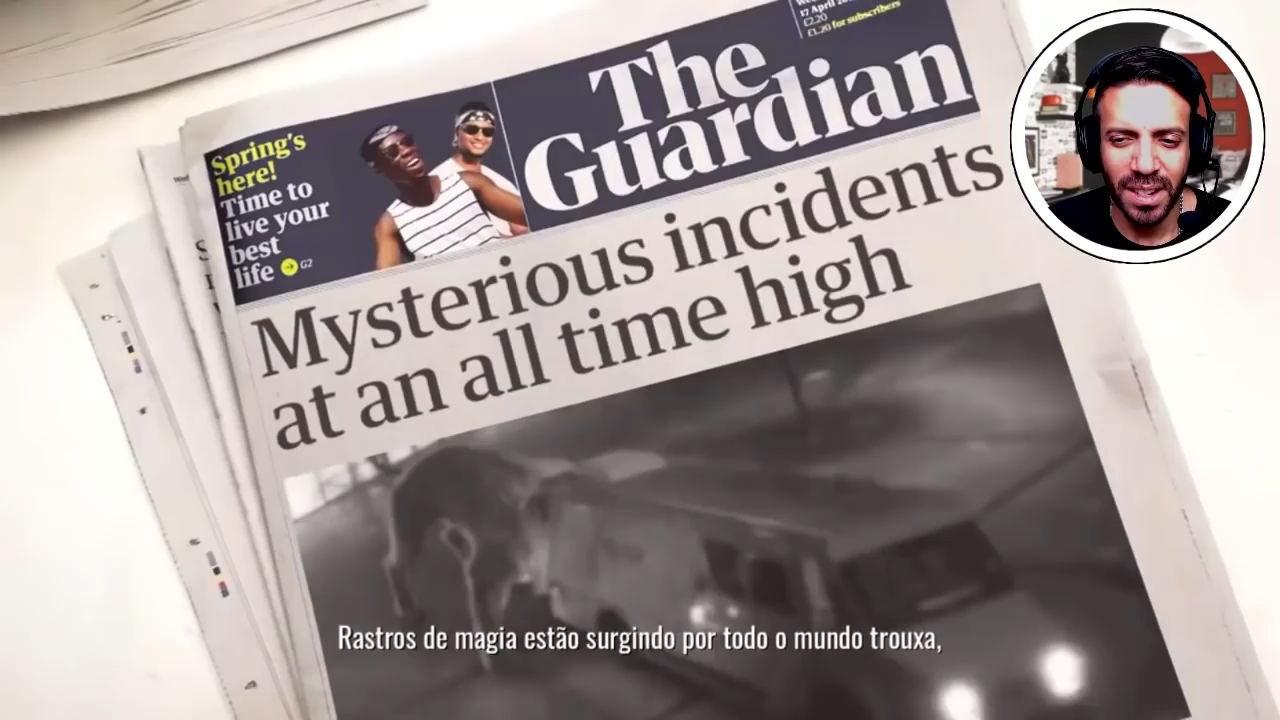 17 April
£2.20
£1.20 for subscribers
Spring's
here!
Time to
live your
best
life
G2
The
Guardian
Mysterious incidents
at an all time high
Rastros de magia estão surgindo por todo o mundo trouxa,